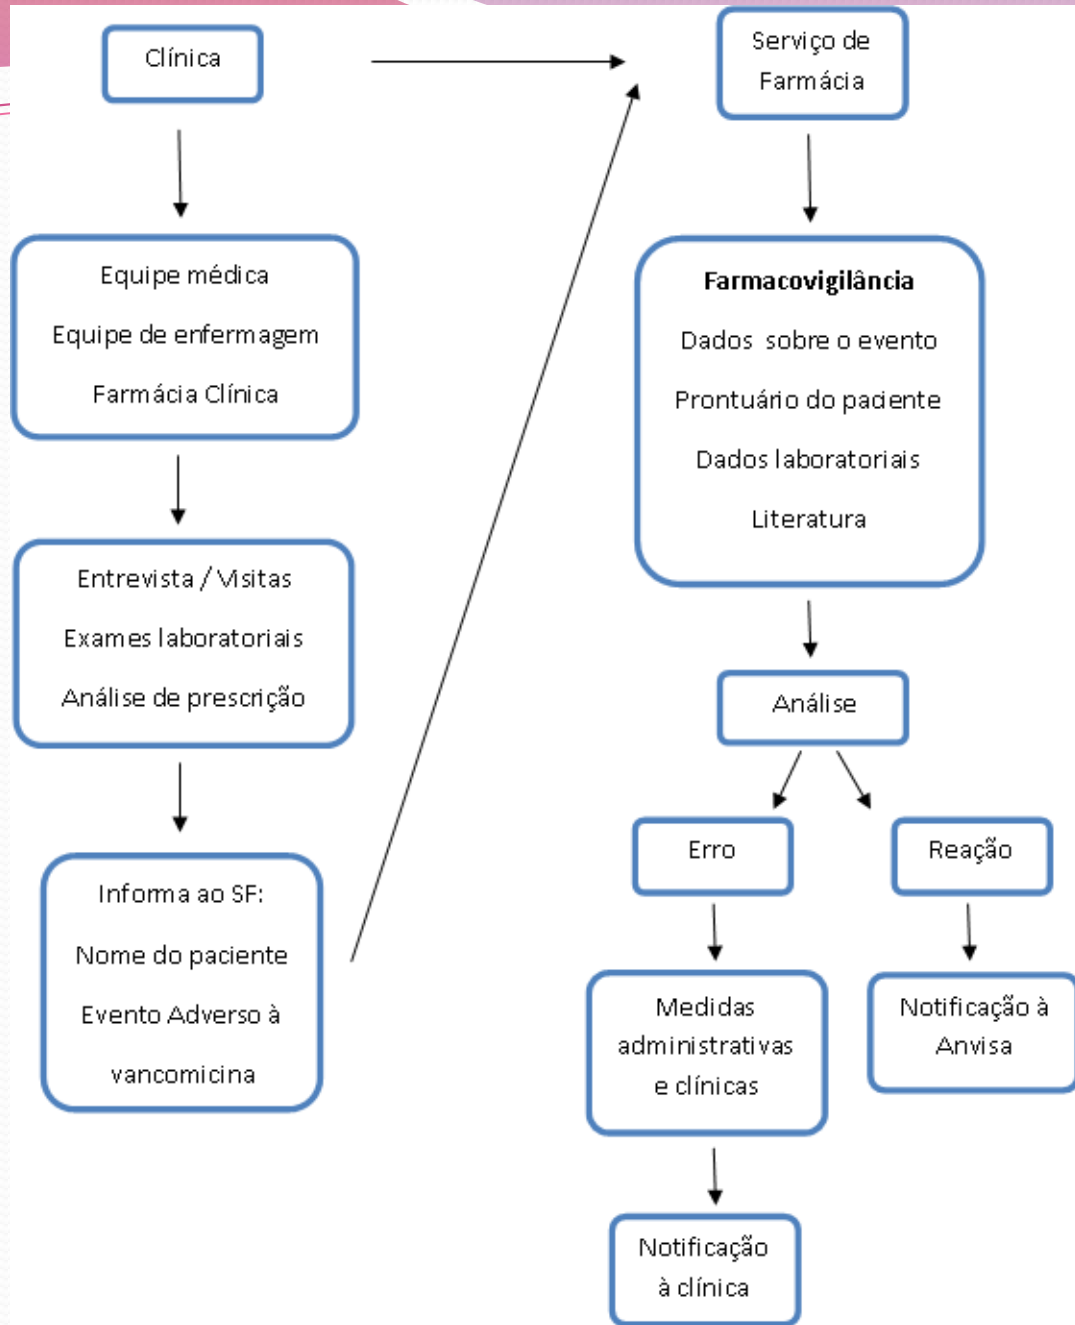 Clínica
Equipe médica
Equipe de enfermagem
Farmácia Clínica
Entrevista / Visitas
Exames laboratoriais
Análise de prescrição
Informa ao SF:
Nome do paciente
Evento Adverso à
vancomicina
Serviço de
Farmácia
Farmacovigilância
Dados sobre o evento
Prontuário do paciente
Dados laboratoriais
Literatura
Análise
Erro
Reação
Medidas
administrativas
e clínicas
Notificação à
Anvisa
Notificação
à clínica